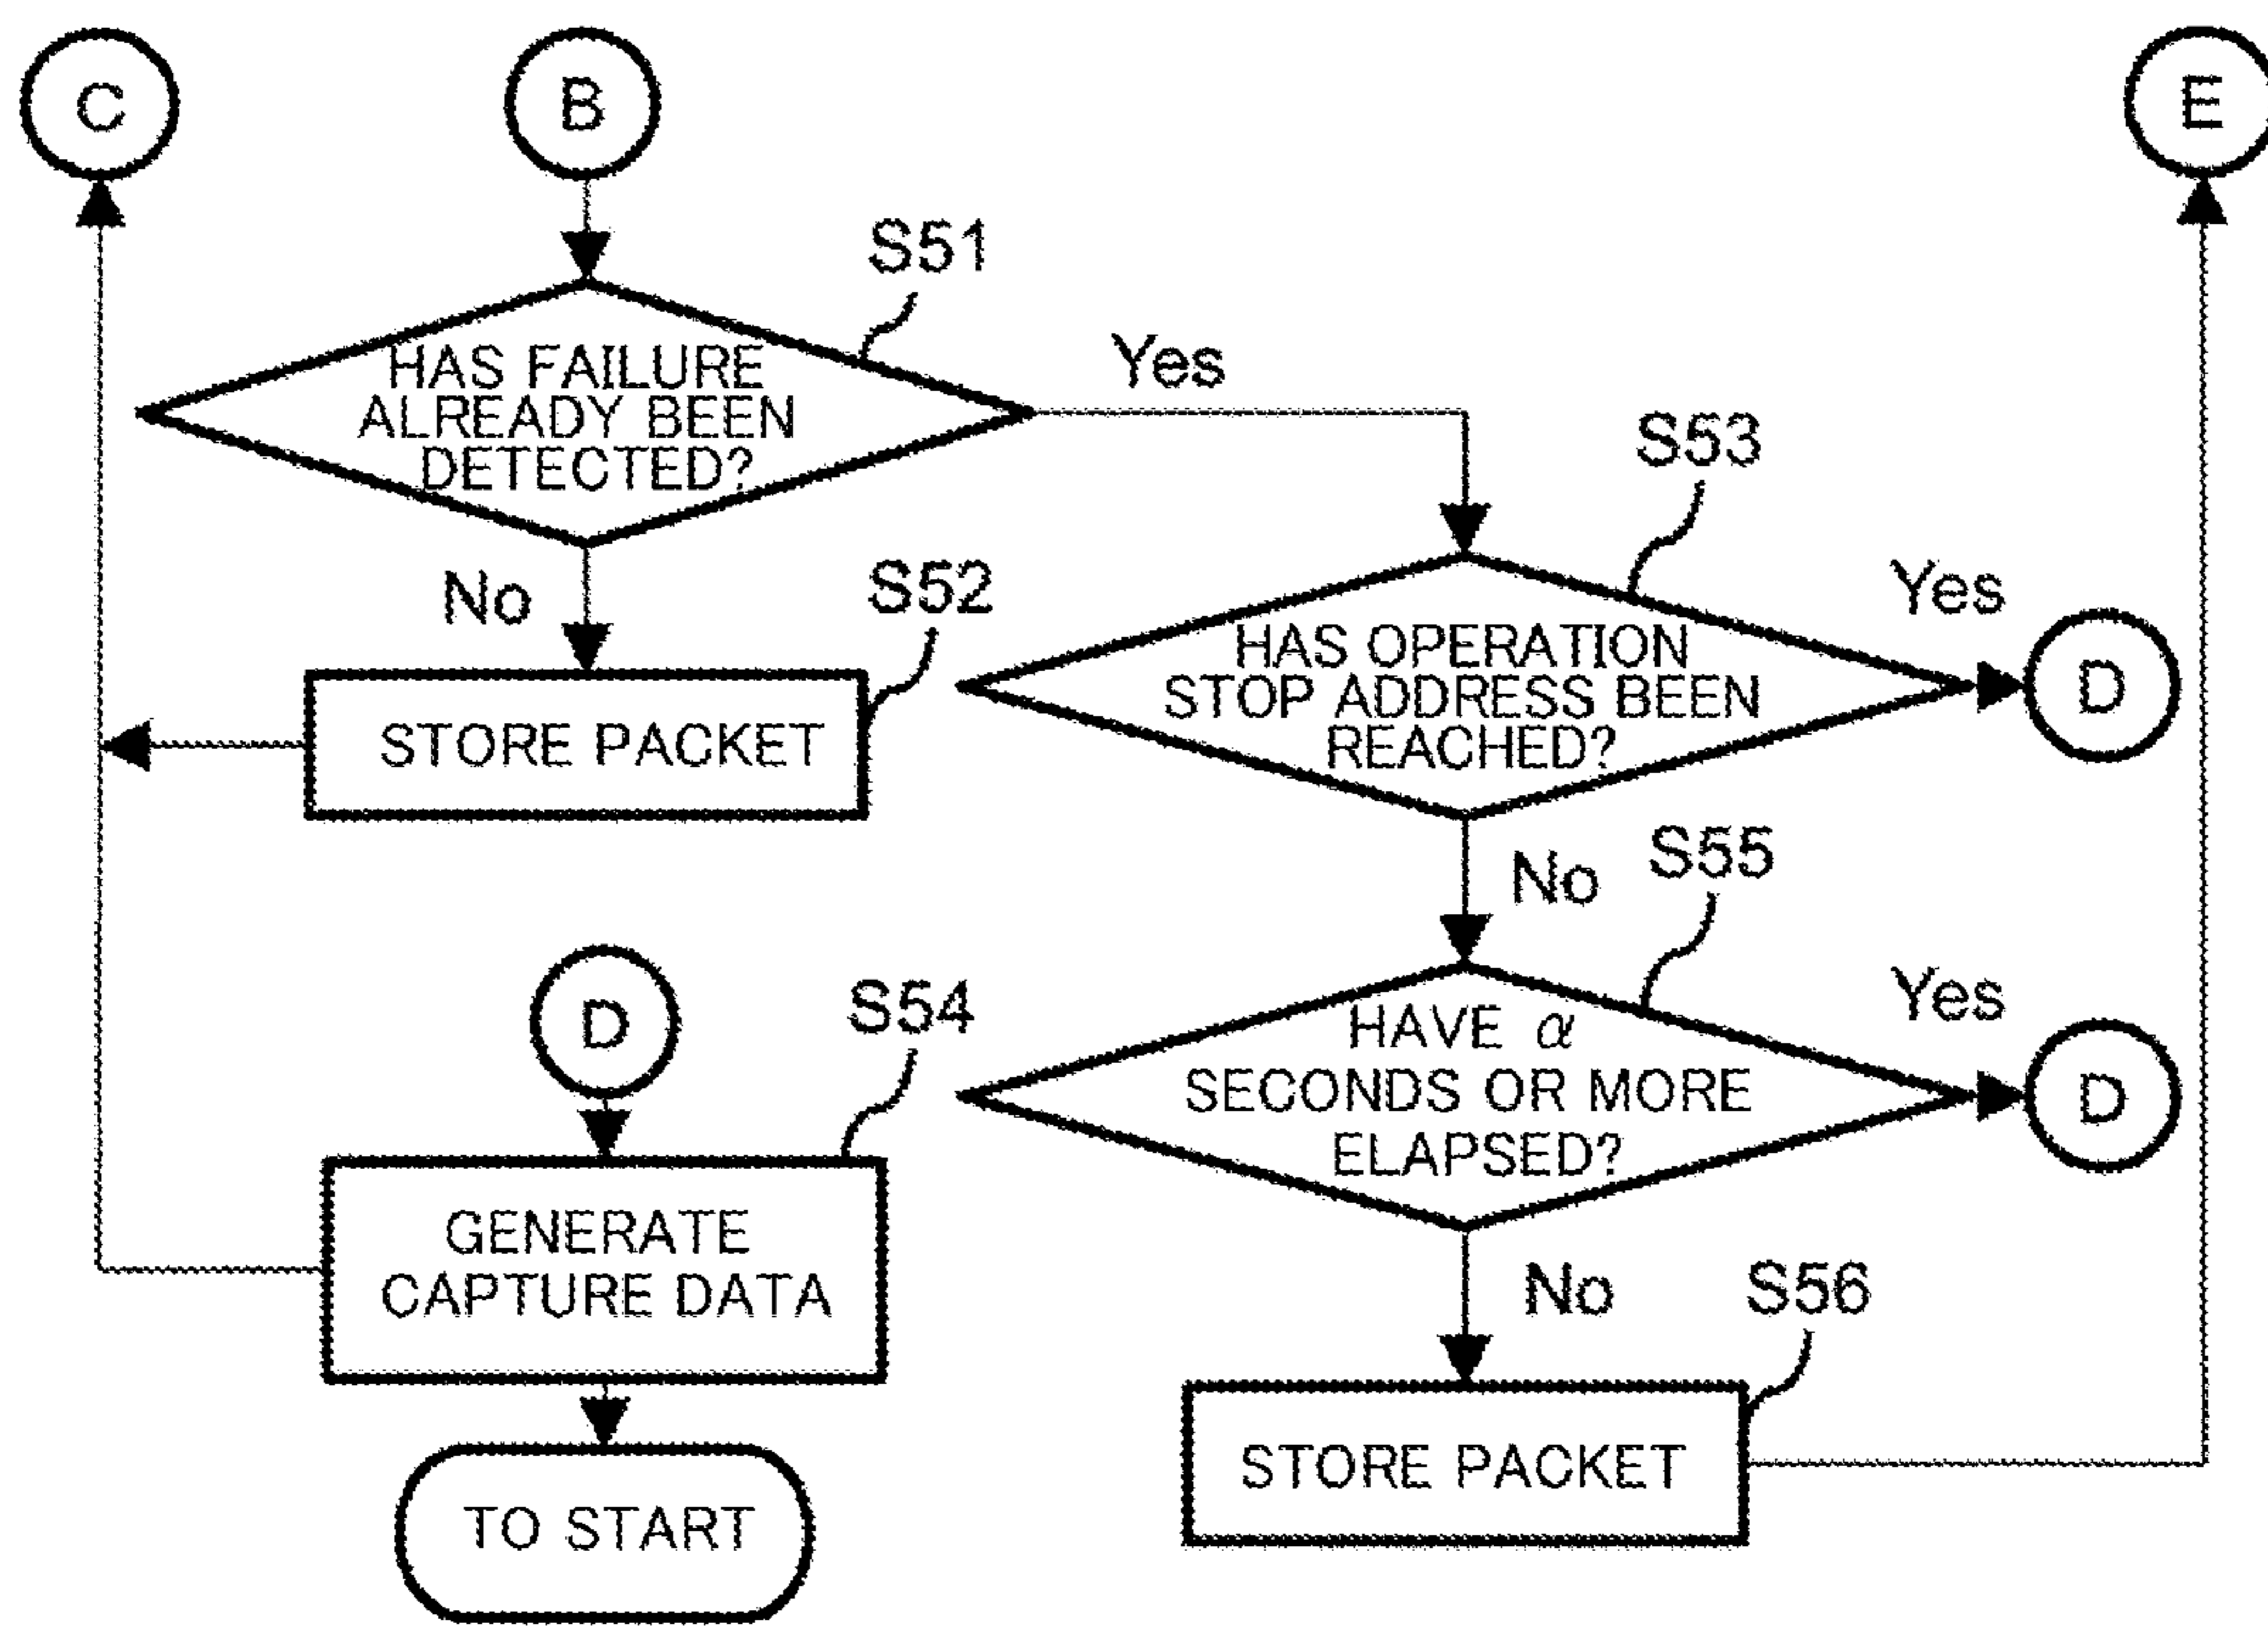 C
B
E
S51
HAS FAILURE
ALREADY BEEN
DETECTED?
Yes
No
S52
STORE PACKET
S53
HAS OPERATION
STOP ADDRESS BEEN
REACHED?
Yes
D
No
S55
HAVE α
SECONDS OR MORE
ELAPSED?
Yes
D
No
S56
STORE PACKET
D
S54
GENERATE
CAPTURE DATA
TO START